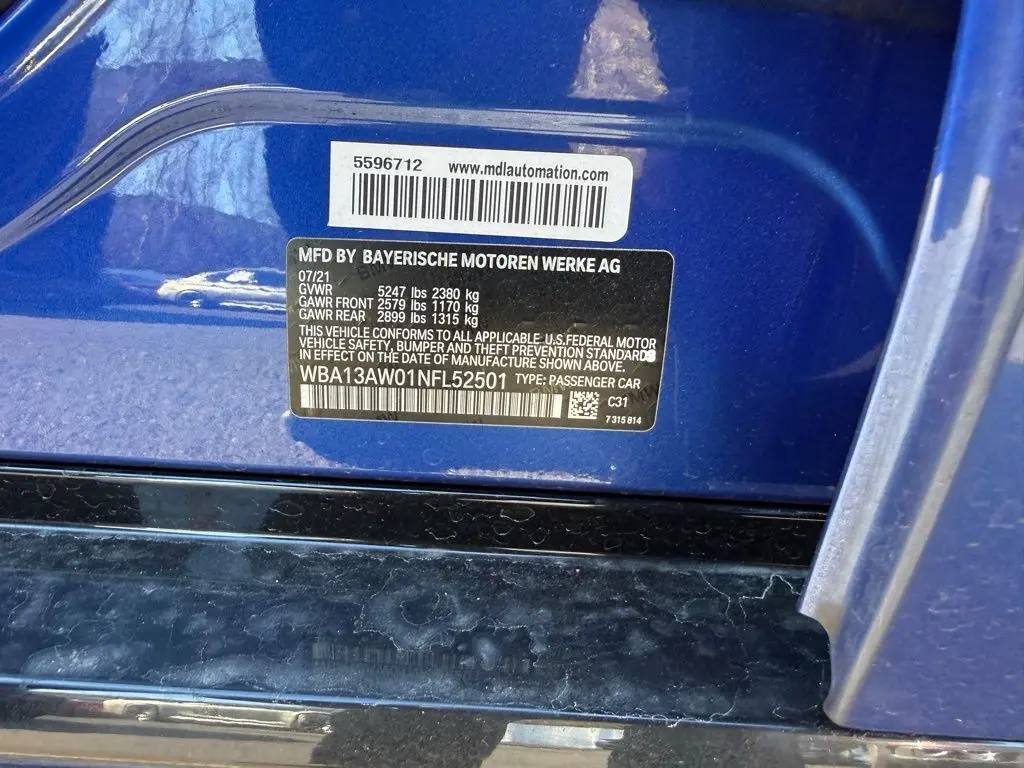 5596712 www.mdlautomation.com
MFD BY BAYERISCHE MOTOREN WERKE AG
07/21
GVWR 5247 lbs 2380 kg
GAWR FRONT 2579 lbs 1170 kg
GAWR REAR 2899 lbs 1315 kg
THIS VEHICLE CONFORMS TO ALL APPLICABLE U.S.FEDERAL MOTOR
VEHICLE SAFETY, BUMPER AND THEFT PREVENTION STANDARDS
IN EFFECT ON THE DATE OF MANUFACTURE SHOWN ABOVE.
WBA13AW01NFL52501 TYPE: PASSENGER CAR
C31
7 315 814